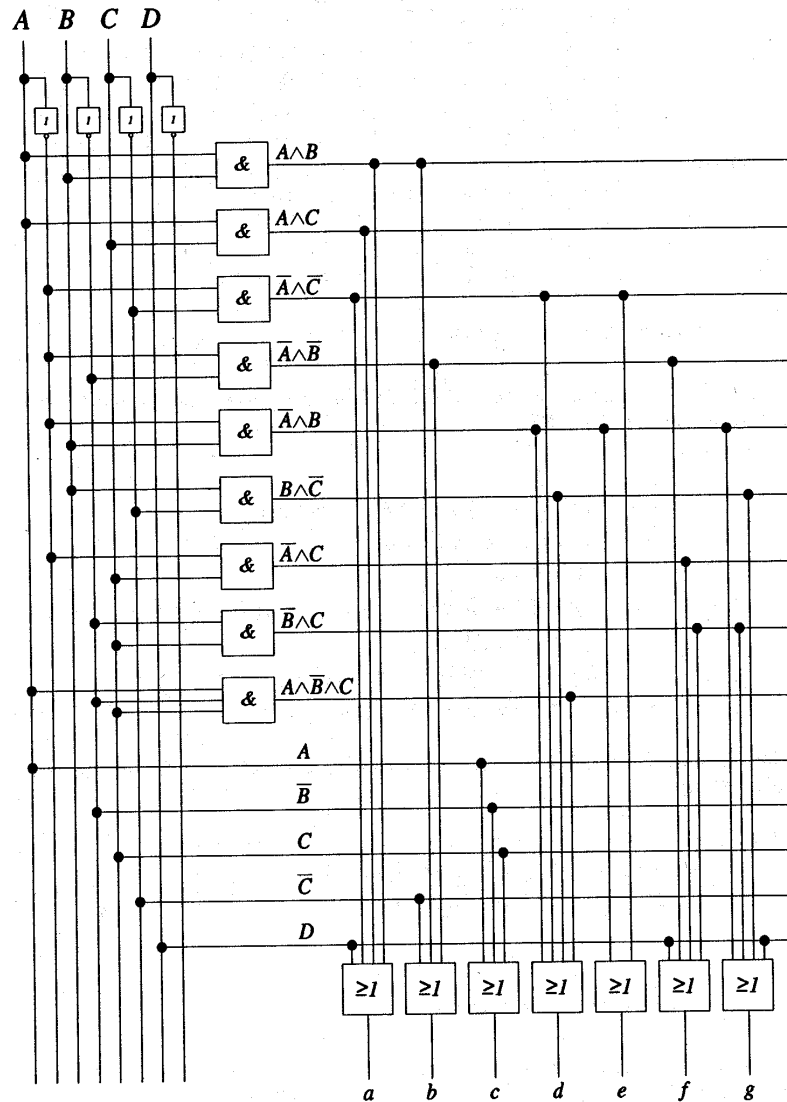 A B C D
1 1 1 1
& A∧B
& A∧C
& A̅∧C̅
& A̅∧B̅
& A̅∧B
& B∧C̅
& A̅∧C
& B̅∧C
& A∧B̅∧C
A
B̅
C
C̅
D
≥1 ≥1 ≥1 ≥1 ≥1 ≥1 ≥1
a b c d e f g